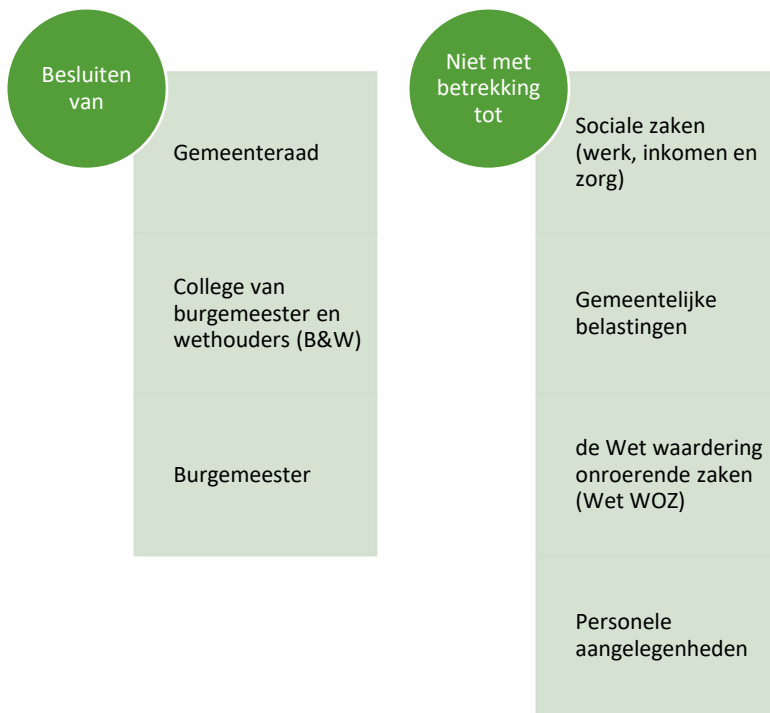 Besluiten
van
Gemeenteraad
College van
burgemeester en
wethouders (B&W)
Burgemeester
Niet met
betrekking
tot
Sociale zaken
(werk, inkomen en
zorg)
Gemeentelijke
belastingen
de Wet waardering
onroerende zaken
(Wet WOZ)
Personele
aangelegenheden